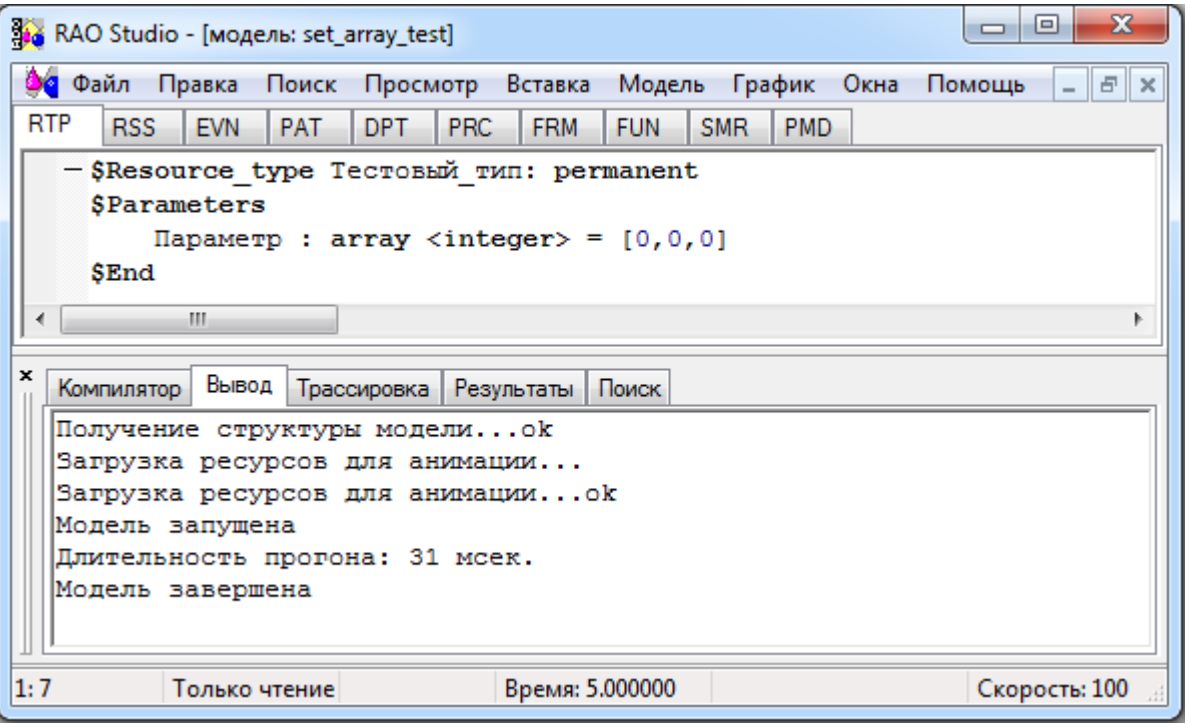 RAO Studio - [модель: set_array_test]
Файл Правка Поиск Просмотр Вставка Модель График Окна Помощь
RTP RSS EVN PAT DPT PRC FRM FUN SMR PMD
$Resource_type Тестовый_тип: permanent
$Parameters
Параметр : array <integer> = [0,0,0]
$End
Компилятор Вывод Трассировка Результаты Поиск
Получение структуры модели...ok
Загрузка ресурсов для анимации...
Загрузка ресурсов для анимации...ok
Модель запущена
Длительность прогона: 31 мсек.
Модель завершена
1: 7 Только чтение Время: 5.000000 Скорость: 100